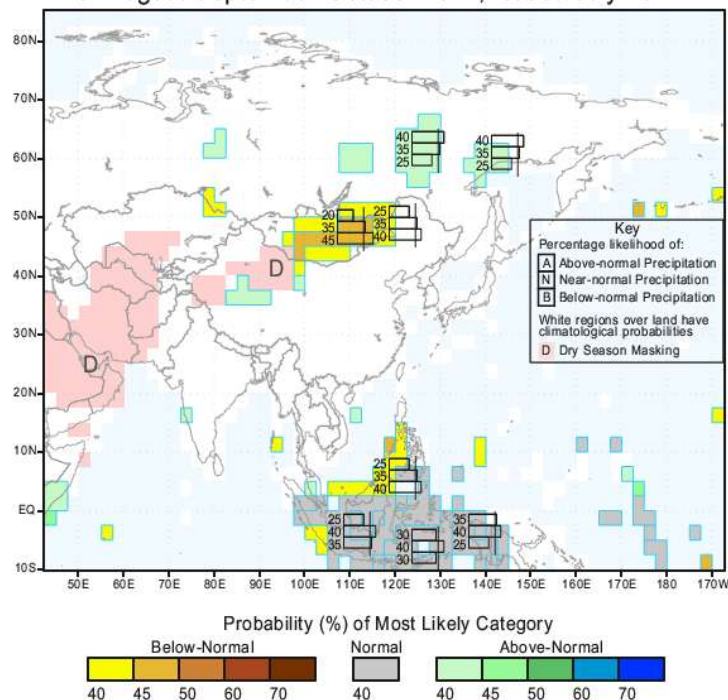 80N
70N
60N
50N
40N
30N
20N
10N
EQ
10S
50E 60E 70E 80E 90E 100E 110E 120E 130E 140E 150E 160E 170E 180 170W
40
35
25
40
35
25
20
35
45
25
35
40
D
D
25
35
40
25
40
35
30
40
30
35
40
25
Key
Percentage likelihood of:
A Above-normal Precipitation
N Near-normal Precipitation
B Below-normal Precipitation
White regions over land have
climatological probabilities
D Dry Season Masking
Probability (%) of Most Likely Category
Below-Normal Normal Above-Normal
40 45 50 60 70 40 40 45 50 60 70